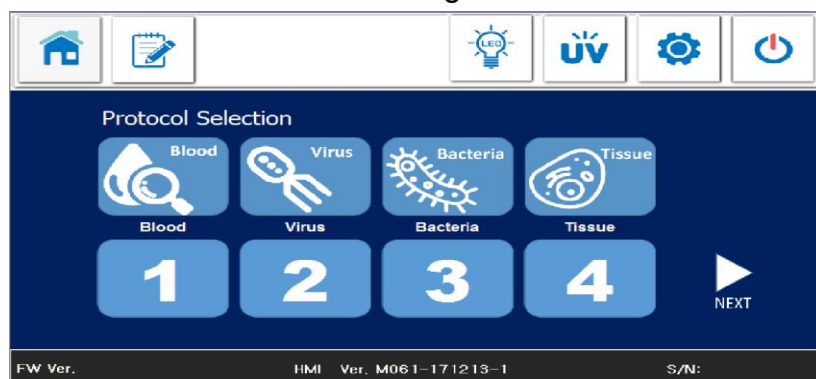 LEC
UV
Protocol Selection
Blood Virus Bacteria Tissue
Blood Virus Bacteria Tissue
1 2 3 4
NEXT
FW Ver. HMI Ver. M061-171213-1 S/N: